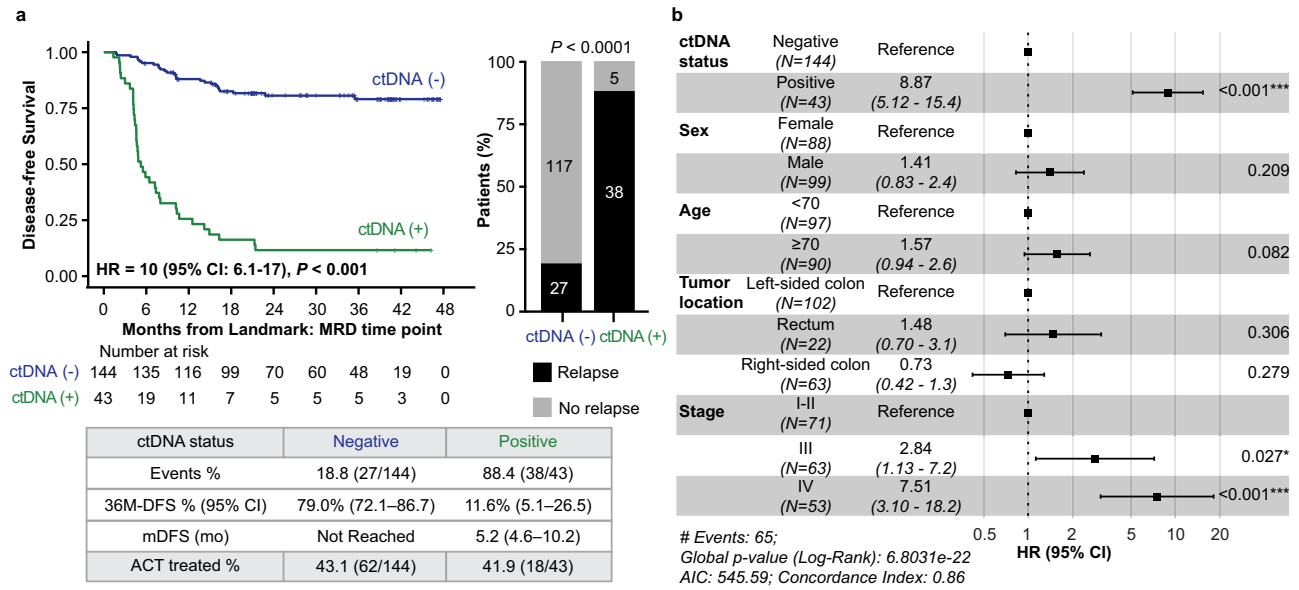 a
1.00
0.75
0.50
0.25
0.00
Disease-free Survival
ctDNA (-)
ctDNA (+)
HR = 10 (95% CI: 6.1-17), P < 0.001
0 6 12 18 24 30 36 42 48
Months from Landmark: MRD time point
Number at risk
ctDNA (-) 144 135 116 99 70 60 48 19 0
ctDNA (+) 43 19 11 7 5 5 5 3 0
P < 0.0001
100
75
50
25
0
Patients (%)
117
27
5
38
ctDNA (-) ctDNA (+)
Relapse
No relapse
ctDNA status Negative Positive
Events % 18.8 (27/144) 88.4 (38/43)
36M-DFS % (95% CI) 79.0% (72.1–86.7) 11.6% (5.1–26.5)
mDFS (mo) Not Reached 5.2 (4.6–10.2)
ACT treated % 43.1 (62/144) 41.9 (18/43)
b
ctDNA status
Negative (N=144) Reference
Positive (N=43) 8.87 (5.12 - 15.4) <0.001***
Sex
Female (N=88) Reference
Male (N=99) 1.41 (0.83 - 2.4) 0.209
Age
<70 (N=97) Reference
≥70 (N=90) 1.57 (0.94 - 2.6) 0.082
Tumor location
Left-sided colon (N=102) Reference
Rectum (N=22) 1.48 (0.70 - 3.1) 0.306
Right-sided colon (N=63) 0.73 (0.42 - 1.3) 0.279
Stage
I-II (N=71) Reference
III (N=63) 2.84 (1.13 - 7.2) 0.027*
IV (N=53) 7.51 (3.10 - 18.2) <0.001***
0.5 1 2 5 10 20
HR (95% CI)
# Events: 65;
Global p-value (Log-Rank): 6.8031e-22
AIC: 545.59; Concordance Index: 0.86